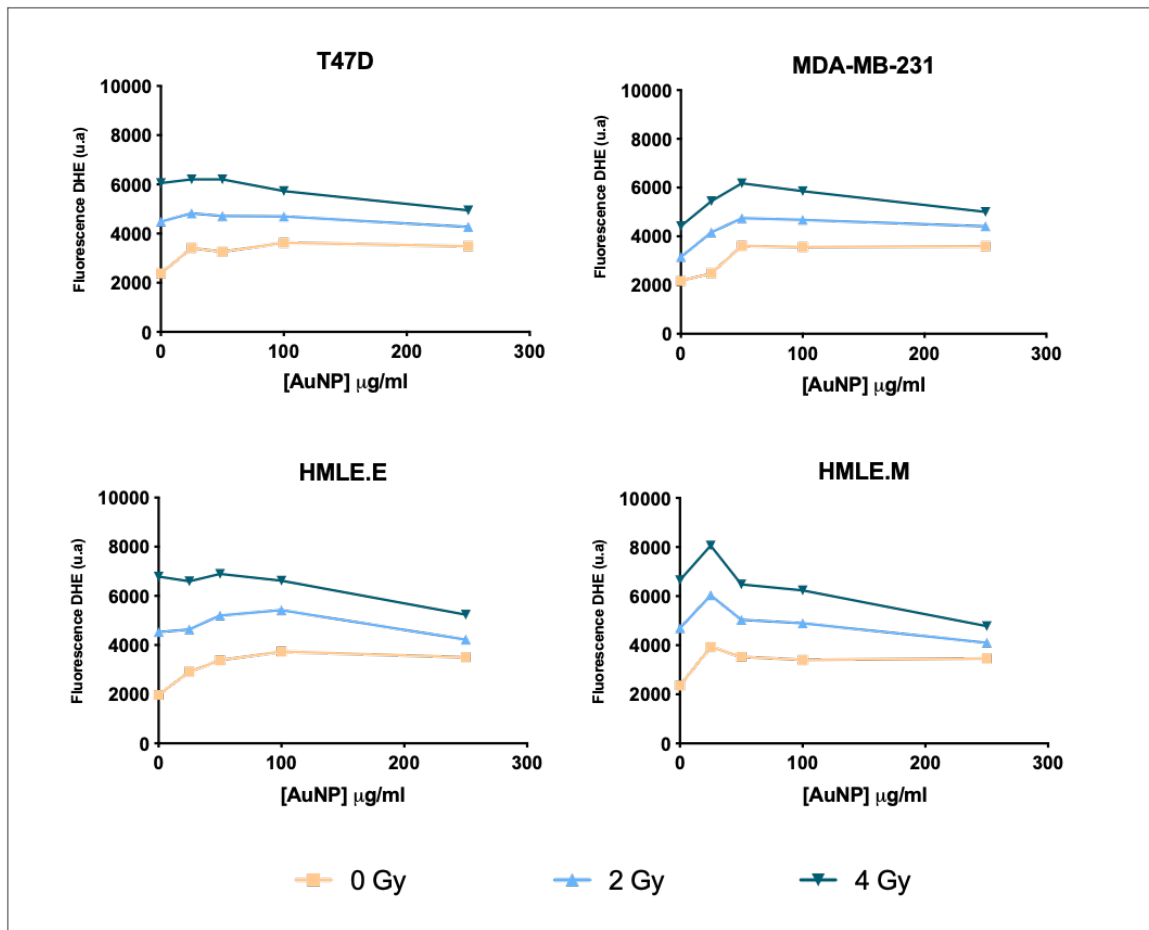 T47D
Fluorescence DHE (u.a)
10000
8000
6000
4000
2000
0
0 100 200 300
[AuNP] μg/ml
MDA-MB-231
Fluorescence DHE (u.a)
10000
8000
6000
4000
2000
0
0 100 200 300
[AuNP] μg/ml
HMLE.E
Fluorescence DHE (u.a)
10000
8000
6000
4000
2000
0
0 100 200 300
[AuNP] μg/ml
HMLE.M
Fluorescence DHE (u.a)
10000
8000
6000
4000
2000
0
0 100 200 300
[AuNP] μg/ml
0 Gy 2 Gy 4 Gy